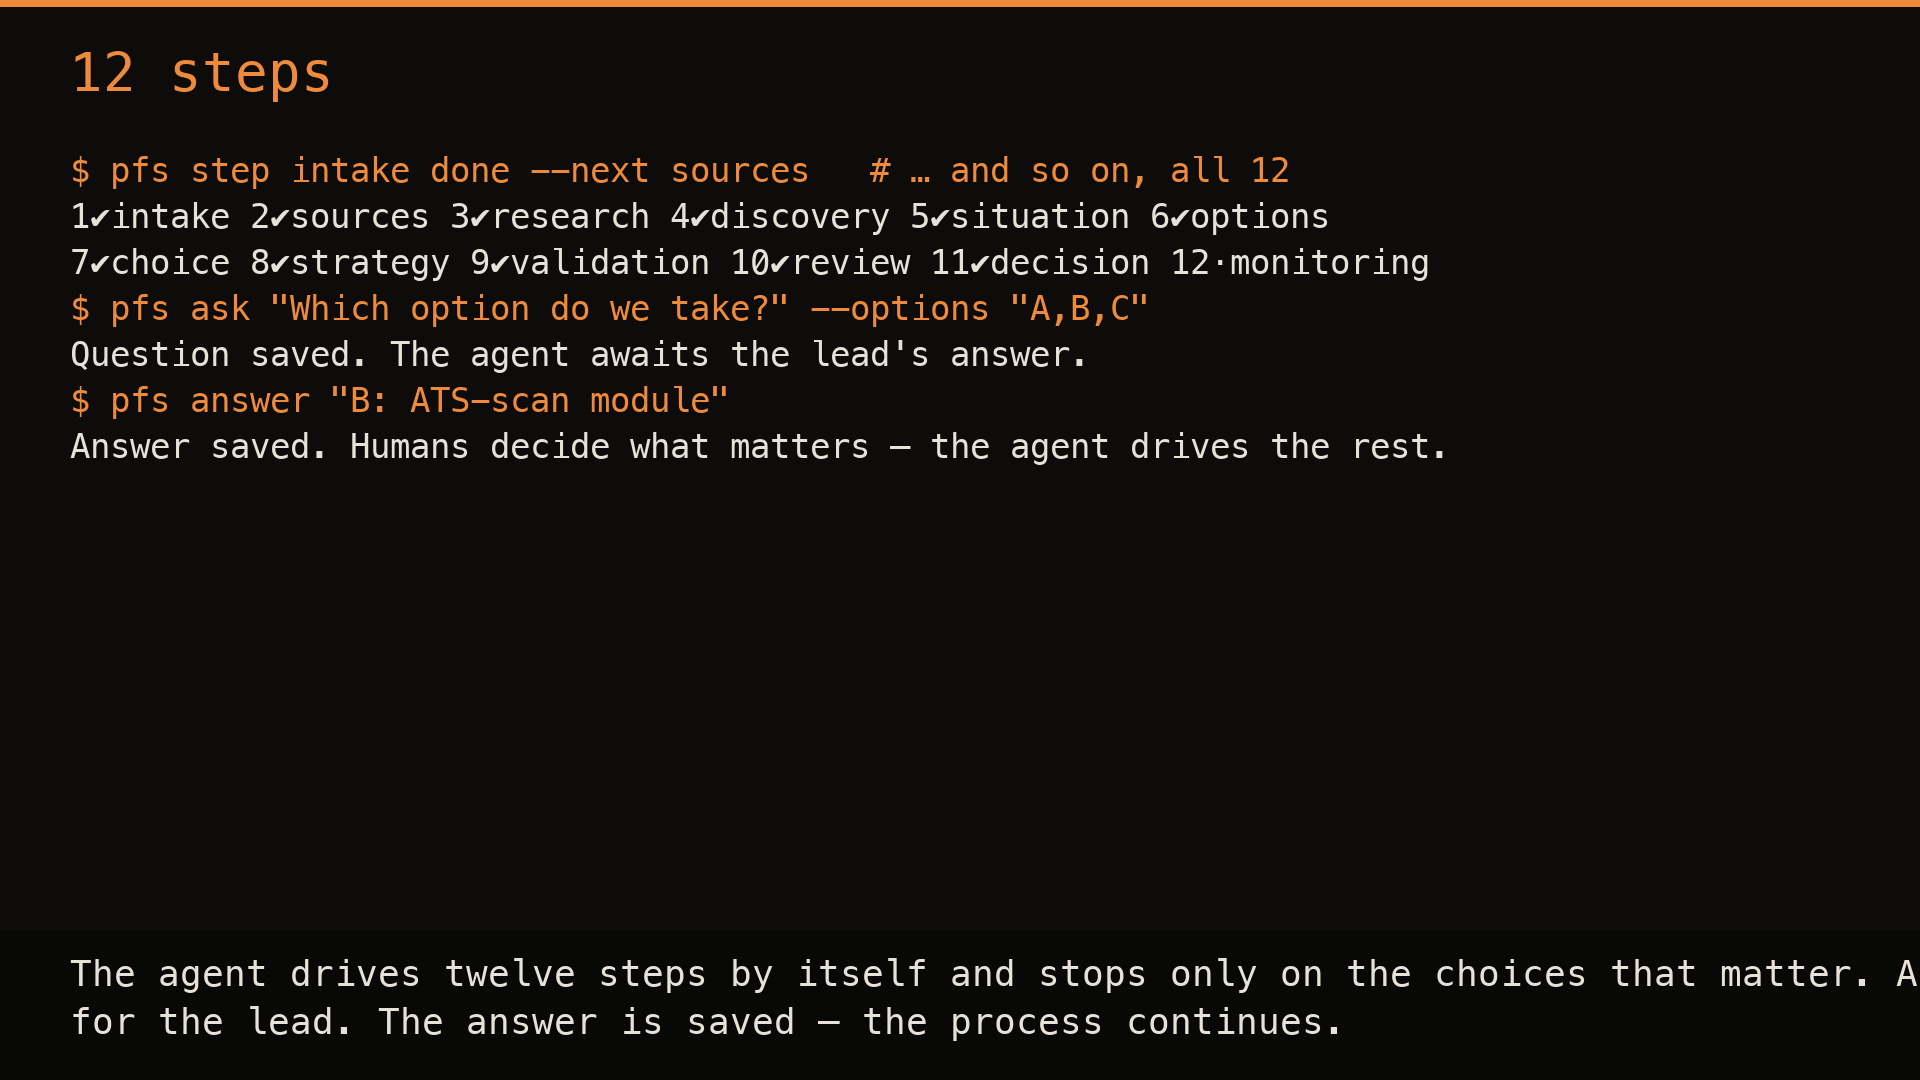 12 steps
$ pfs step intake done --next sources   # … and so on, all 12
1✔intake 2✔sources 3✔research 4✔discovery 5✔situation 6✔options
7✔choice 8✔strategy 9✔validation 10✔review 11✔decision 12·monitoring
$ pfs ask "Which option do we take?" --options "A,B,C"
Question saved. The agent awaits the lead's answer.
$ pfs answer "B: ATS-scan module"
Answer saved. Humans decide what matters — the agent drives the rest.
The agent drives twelve steps by itself and stops only on the choices that matter. A
for the lead. The answer is saved — the process continues.